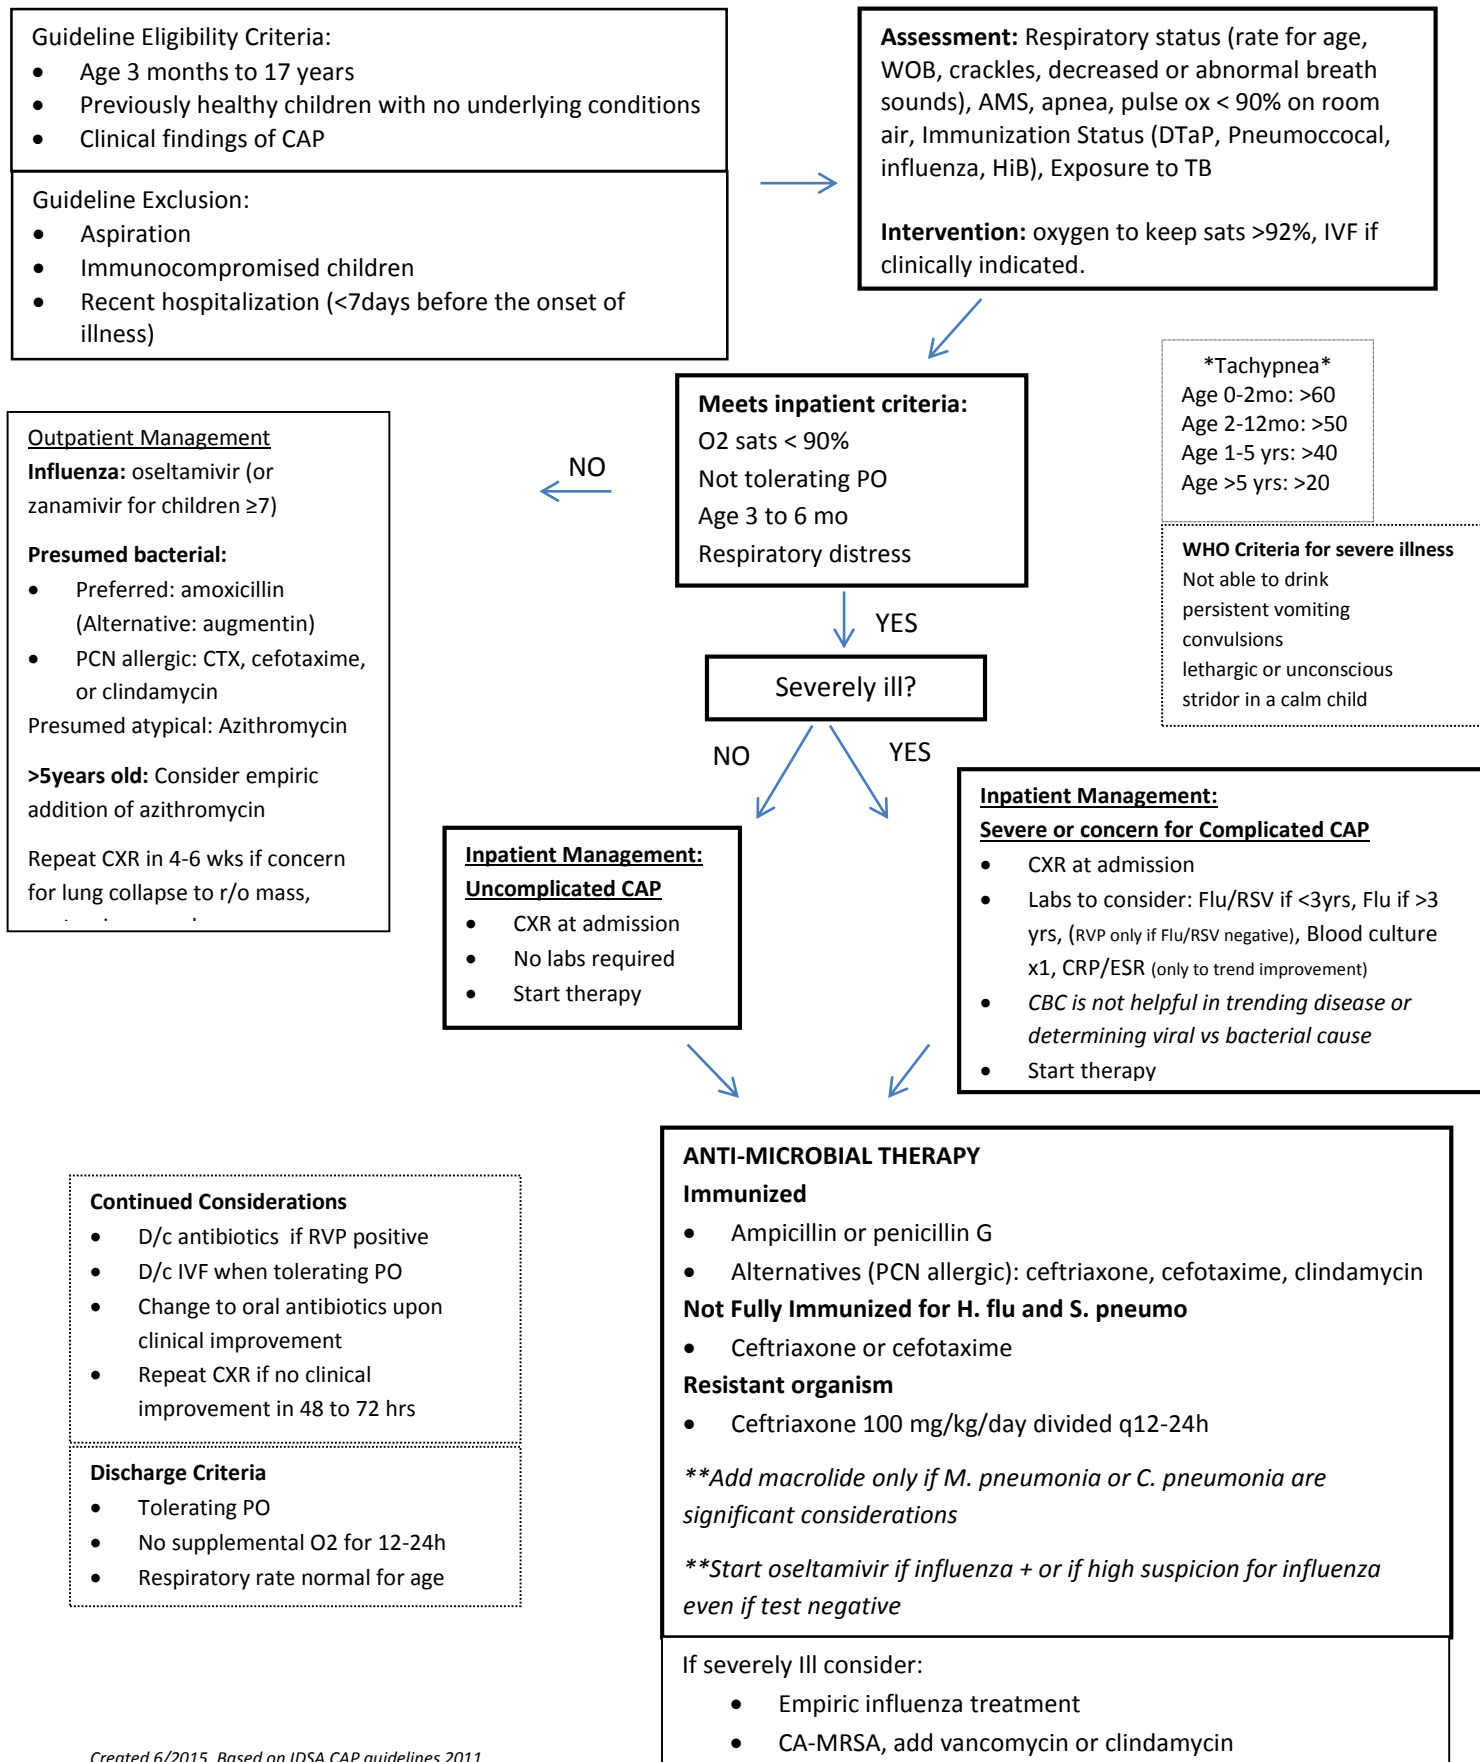 Guideline Eligibility Criteria:
• Age 3 months to 17 years
• Previously healthy children with no underlying conditions
• Clinical findings of CAP
Guideline Exclusion:
• Aspiration
• Immunocompromised children
• Recent hospitalization (<7days before the onset of
illness)
Assessment: Respiratory status (rate for age,
WOB, crackles, decreased or abnormal breath
sounds), AMS, apnea, pulse ox < 90% on room
air, Immunization Status (DTaP, Pneumoccocal,
influenza, HiB), Exposure to TB
Intervention: oxygen to keep sats >92%, IVF if
clinically indicated.
*Tachypnea*
Age 0-2mo: >60
Age 2-12mo: >50
Age 1-5 yrs: >40
Age >5 yrs: >20
Meets inpatient criteria:
O2 sats < 90%
Not tolerating PO
Age 3 to 6 mo
Respiratory distress
NO
Outpatient Management
Influenza: oseltamivir (or
zanamivir for children ≥7)
Presumed bacterial:
• Preferred: amoxicillin
(Alternative: augmentin)
• PCN allergic: CTX, cefotaxime,
or clindamycin
Presumed atypical: Azithromycin
>5years old: Consider empiric
addition of azithromycin
Repeat CXR in 4-6 wks if concern
for lung collapse to r/o mass,
WHO Criteria for severe illness
Not able to drink
persistent vomiting
convulsions
lethargic or unconscious
stridor in a calm child
YES
Severely ill?
NO
YES
Inpatient Management:
Uncomplicated CAP
• CXR at admission
• No labs required
• Start therapy
Inpatient Management:
Severe or concern for Complicated CAP
• CXR at admission
• Labs to consider: Flu/RSV if <3yrs, Flu if >3
yrs, (RVP only if Flu/RSV negative), Blood culture
x1, CRP/ESR (only to trend improvement)
• CBC is not helpful in trending disease or
determining viral vs bacterial cause
• Start therapy
ANTI-MICROBIAL THERAPY
Immunized
• Ampicillin or penicillin G
• Alternatives (PCN allergic): ceftriaxone, cefotaxime, clindamycin
Not Fully Immunized for H. flu and S. pneumo
• Ceftriaxone or cefotaxime
Resistant organism
• Ceftriaxone 100 mg/kg/day divided q12-24h
**Add macrolide only if M. pneumonia or C. pneumonia are
significant considerations
**Start oseltamivir if influenza + or if high suspicion for influenza
even if test negative
If severely Ill consider:
• Empiric influenza treatment
• CA-MRSA, add vancomycin or clindamycin
Continued Considerations
• D/c antibiotics if RVP positive
• D/c IVF when tolerating PO
• Change to oral antibiotics upon
clinical improvement
• Repeat CXR if no clinical
improvement in 48 to 72 hrs
Discharge Criteria
• Tolerating PO
• No supplemental O2 for 12-24h
• Respiratory rate normal for age
Created 6/2015. Based on IDSA CAP guidelines 2011